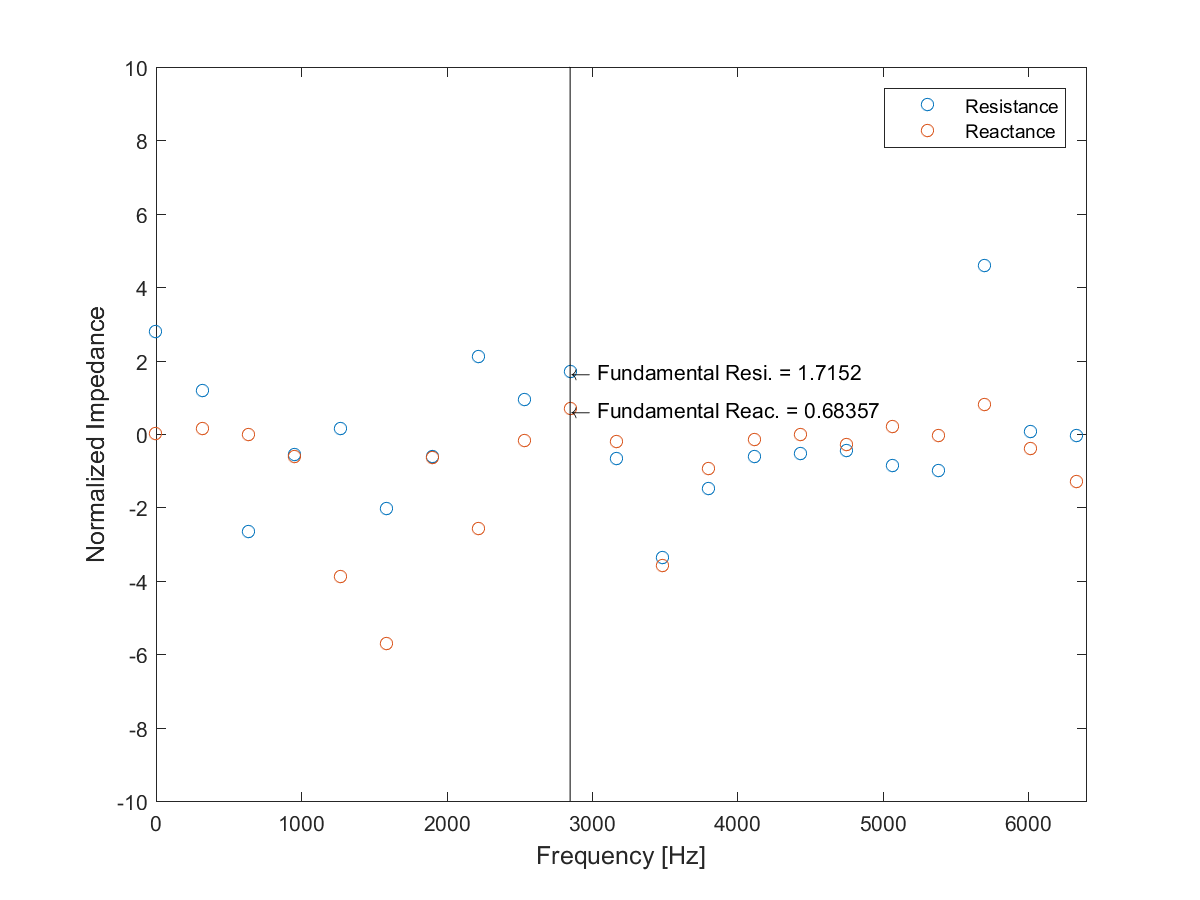 10
8
6
4
2
0
-2
-4
-6
-8
-10
Normalized Impedance
Resistance
Reactance
Fundamental Resi. = 1.7152
Fundamental Reac. = 0.68357
0 1000 2000 3000 4000 5000 6000
Frequency [Hz]